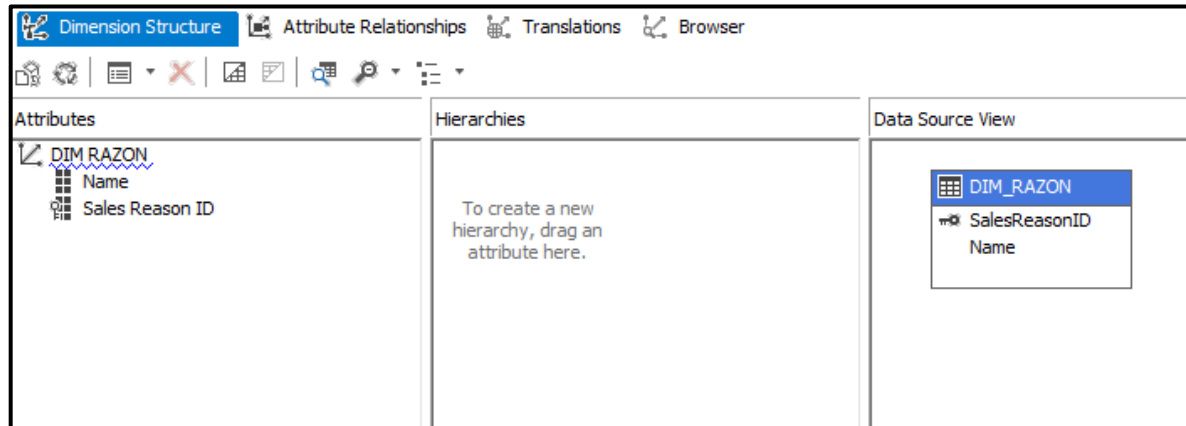 Dimension Structure Attribute Relationships Translations Browser
Attributes
DIM RAZON
Name
Sales Reason ID
Hierarchies
To create a new
hierarchy, drag an
attribute here.
Data Source View
DIM_RAZON
SalesReasonID
Name